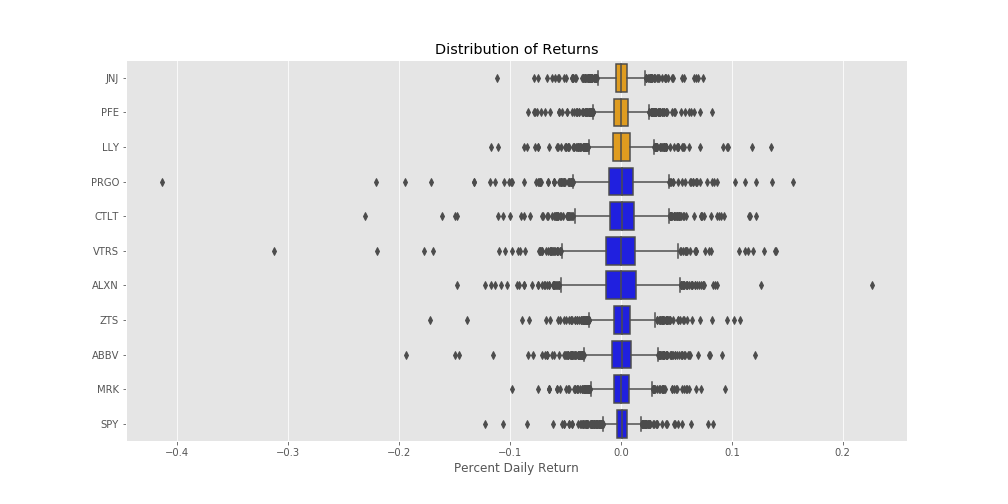 Distribution of Returns
JNJ
PFE
LLY
PRGO
CTLT
VTRS
ALXN
ZTS
ABBV
MRK
SPY
−0.4 −0.3 −0.2 −0.1 0.0 0.1 0.2
Percent Daily Return